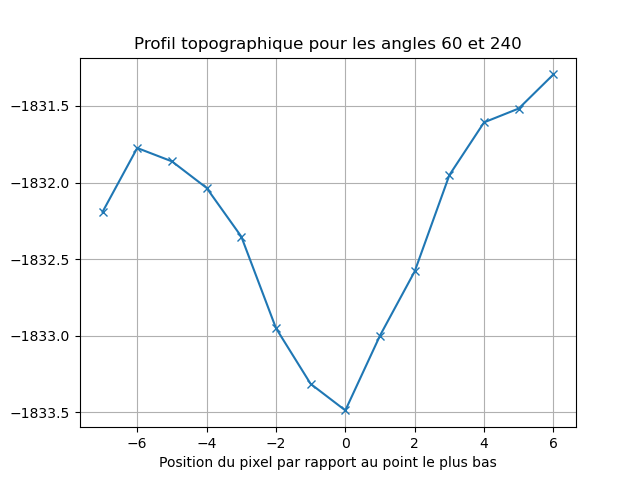 Profil topographique pour les angles 60 et 240
−1831.5
−1832.0
−1832.5
−1833.0
−1833.5
−6 −4 −2 0 2 4 6
Position du pixel par rapport au point le plus bas